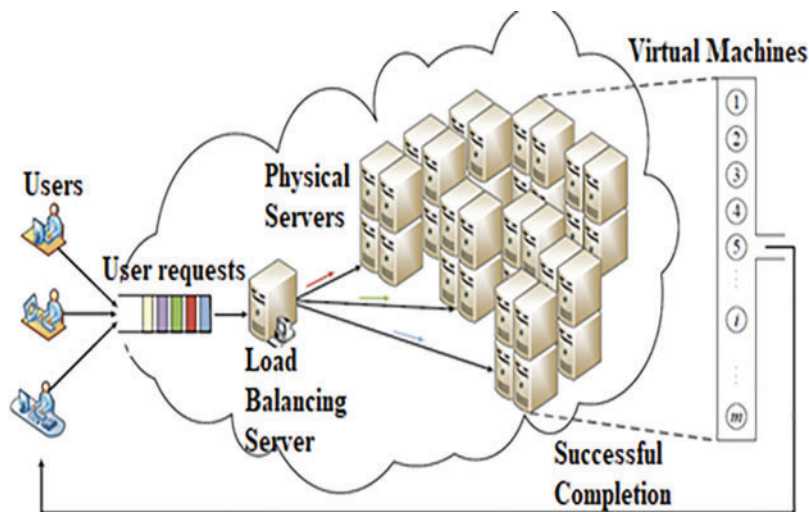 Virtual Machines
Users
Physical
Servers
User requests
Load
Balancing
Server
1
2
3
4
5
i
m
Successful
Completion